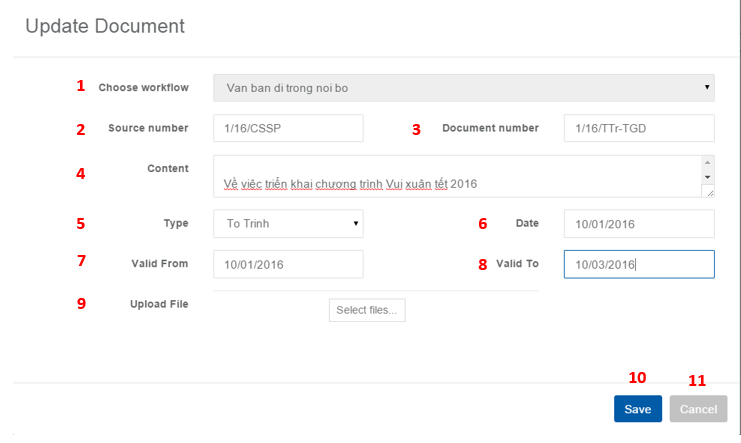 Update Document
1 Choose workflow Van ban di trong noi bo
2 Source number 1/16/CSSP 3 Document number 1/16/TTr-TGD
4 Content
Về việc triển khai chương trình Vui xuân tết 2016
5 Type To Trinh 6 Date 10/01/2016
7 Valid From 10/01/2016 8 Valid To 10/03/2016
9 Upload File
Select files...
10 11
Save Cancel